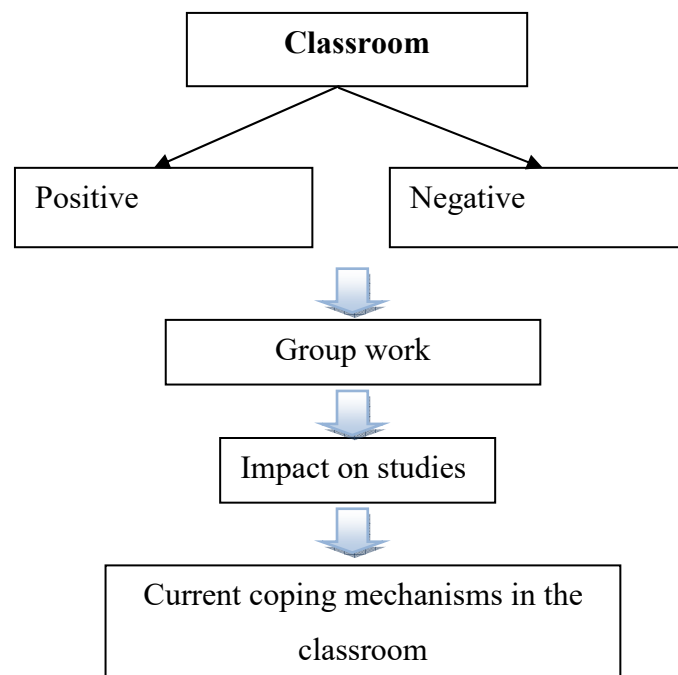 Classroom
Positive
Negative
Group work
Impact on studies
Current coping mechanisms in the
classroom